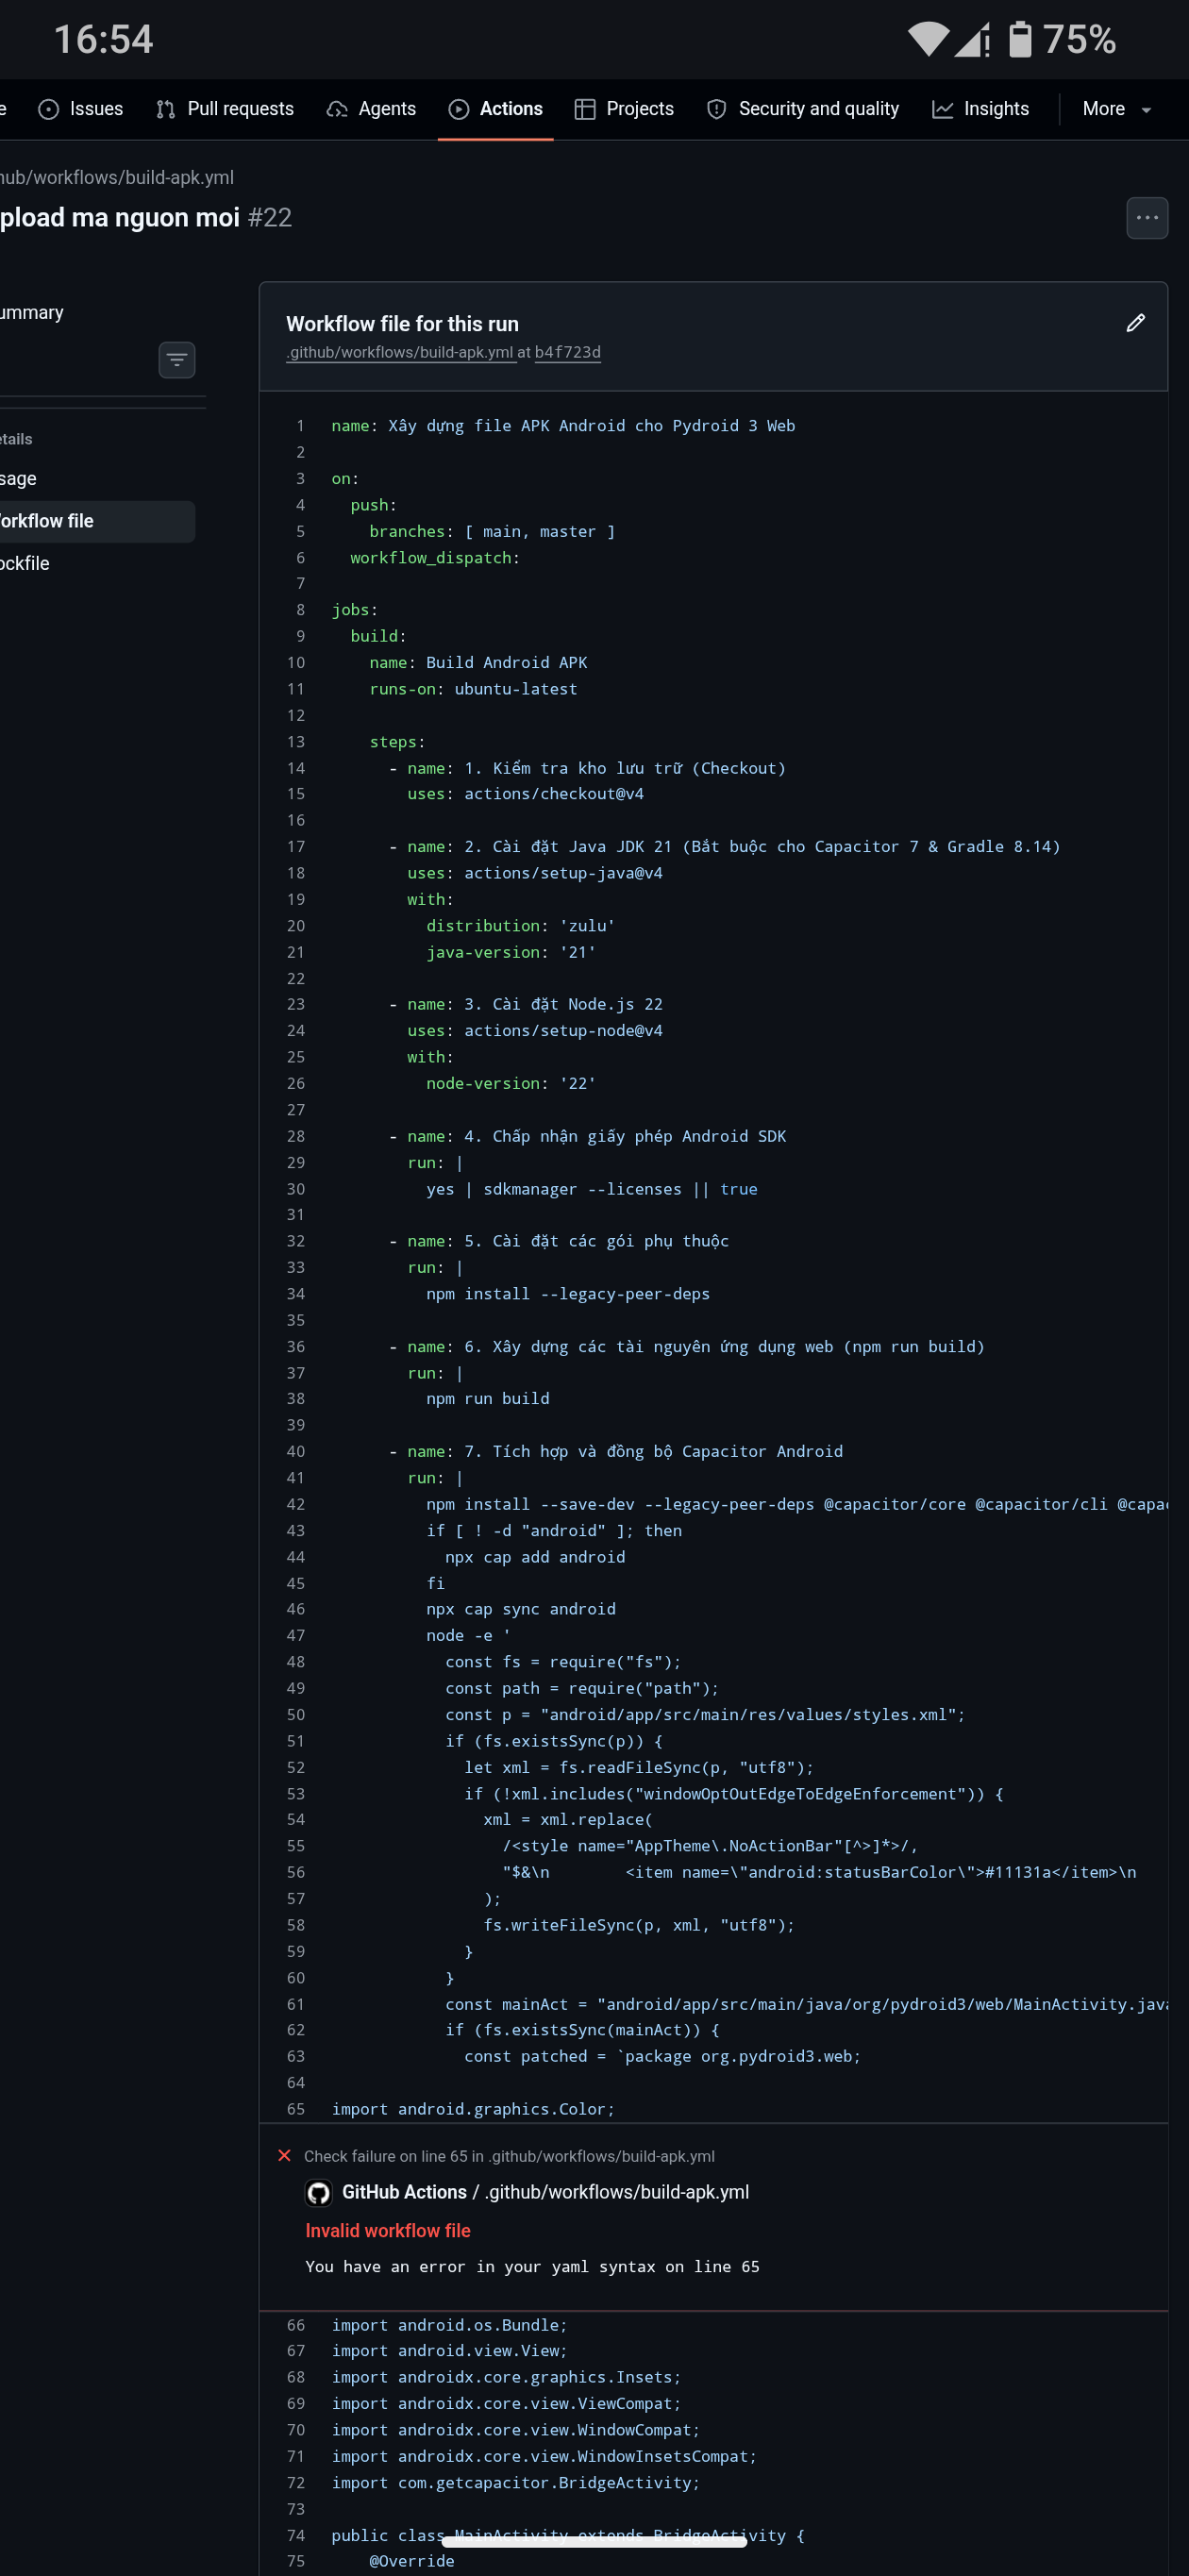 16:54
75%
e Issues Pull requests Agents Actions Projects Security and quality Insights More
hub/workflows/build-apk.yml
pload ma nguon moi #22
ummary
etails
sage
orkflow file
ockfile
Workflow file for this run
.github/workflows/build-apk.yml at b4f723d
1 name: Xây dựng file APK Android cho Pydroid 3 Web
2
3 on:
4   push:
5     branches: [ main, master ]
6   workflow_dispatch:
7
8 jobs:
9   build:
10     name: Build Android APK
11     runs-on: ubuntu-latest
12
13     steps:
14       - name: 1. Kiểm tra kho lưu trữ (Checkout)
15         uses: actions/checkout@v4
16
17       - name: 2. Cài đặt Java JDK 21 (Bắt buộc cho Capacitor 7 & Gradle 8.14)
18         uses: actions/setup-java@v4
19         with:
20           distribution: 'zulu'
21           java-version: '21'
22
23       - name: 3. Cài đặt Node.js 22
24         uses: actions/setup-node@v4
25         with:
26           node-version: '22'
27
28       - name: 4. Chấp nhận giấy phép Android SDK
29         run: |
30           yes | sdkmanager --licenses || true
31
32       - name: 5. Cài đặt các gói phụ thuộc
33         run: |
34           npm install --legacy-peer-deps
35
36       - name: 6. Xây dựng các tài nguyên ứng dụng web (npm run build)
37         run: |
38           npm run build
39
40       - name: 7. Tích hợp và đồng bộ Capacitor Android
41         run: |
42           npm install --save-dev --legacy-peer-deps @capacitor/core @capacitor/cli @capac
43           if [ ! -d "android" ]; then
44             npx cap add android
45           fi
46           npx cap sync android
47           node -e '
48             const fs = require("fs");
49             const path = require("path");
50             const p = "android/app/src/main/res/values/styles.xml";
51             if (fs.existsSync(p)) {
52               let xml = fs.readFileSync(p, "utf8");
53               if (!xml.includes("windowOptOutEdgeToEdgeEnforcement")) {
54                 xml = xml.replace(
55                   /<style name="AppTheme\.NoActionBar"[^>]*>/,
56                   "$&\n        <item name=\"android:statusBarColor\">#11131a</item>\n
57                 );
58                 fs.writeFileSync(p, xml, "utf8");
59               }
60             }
61             const mainAct = "android/app/src/main/java/org/pydroid3/web/MainActivity.java
62             if (fs.existsSync(mainAct)) {
63               const patched = `package org.pydroid3.web;
64
65 import android.graphics.Color;
Check failure on line 65 in .github/workflows/build-apk.yml
GitHub Actions / .github/workflows/build-apk.yml
Invalid workflow file
You have an error in your yaml syntax on line 65
66 import android.os.Bundle;
67 import android.view.View;
68 import androidx.core.graphics.Insets;
69 import androidx.core.view.ViewCompat;
70 import androidx.core.view.WindowCompat;
71 import androidx.core.view.WindowInsetsCompat;
72 import com.getcapacitor.BridgeActivity;
73
74 public class MainActivity extends BridgeActivity {
75     @Override